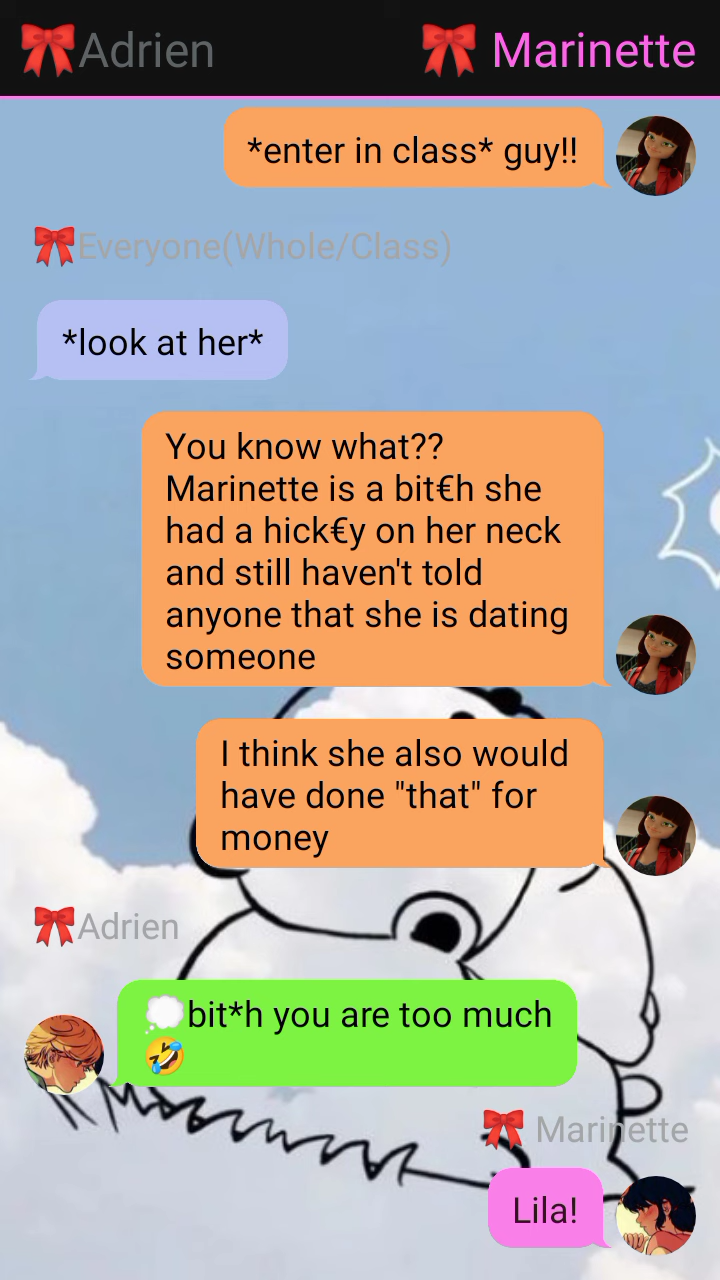 🎀Adrien
🎀 Marinette
*enter in class* guy!!
🎀Everyone(Whole/Class)
*look at her*
You know what??
Marinette is a bit€h she
had a hick€y on her neck
and still haven't told
anyone that she is dating
someone
I think she also would
have done "that" for
money
🎀Adrien
💭bit*h you are too much
🤣
🎀 Marinette
Lila!